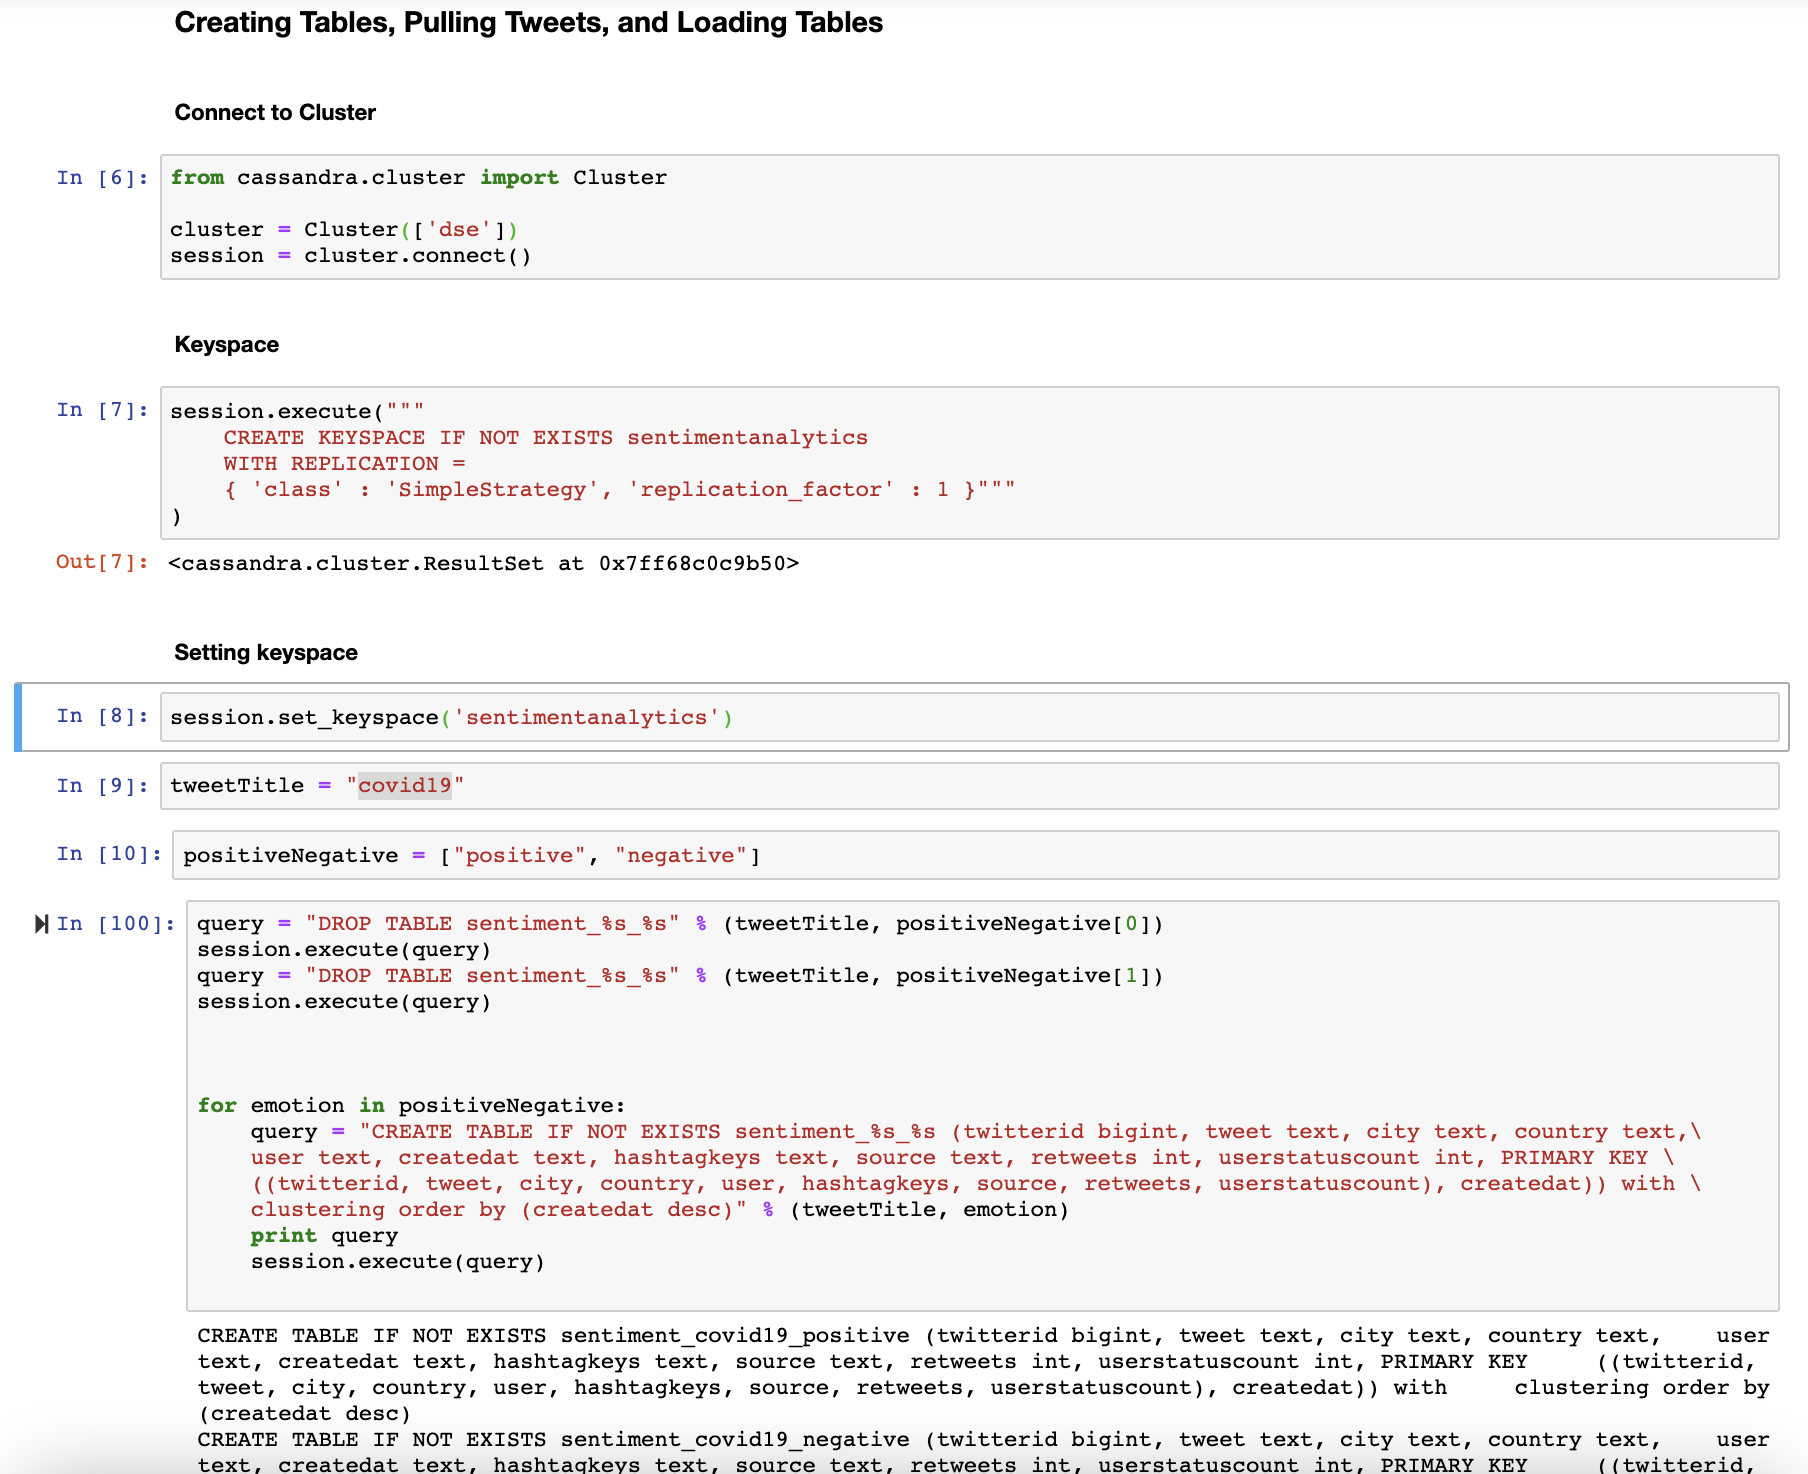 Creating Tables, Pulling Tweets, and Loading Tables
Connect to Cluster
In [6]:
from cassandra.cluster import Cluster
cluster = Cluster(['dse'])
session = cluster.connect()
Keyspace
In [7]:
session.execute("""
CREATE KEYSPACE IF NOT EXISTS sentimentanalytics
WITH REPLICATION =
{ 'class' : 'SimpleStrategy', 'replication_factor' : 1 }"""
)
Out[7]:
<cassandra.cluster.ResultSet at 0x7ff68c0c9b50>
Setting keyspace
In [8]:
session.set_keyspace('sentimentanalytics')
In [9]:
tweetTitle = "covid19"
In [10]:
positiveNegative = ["positive", "negative"]
In [100]:
query = "DROP TABLE sentiment_%s_%s" % (tweetTitle, positiveNegative[0])
session.execute(query)
query = "DROP TABLE sentiment_%s_%s" % (tweetTitle, positiveNegative[1])
session.execute(query)
for emotion in positiveNegative:
query = "CREATE TABLE IF NOT EXISTS sentiment_%s_%s (twitterid bigint, tweet text, city text, country text,\
user text, createdat text, hashtagkeys text, source text, retweets int, userstatuscount int, PRIMARY KEY \
((twitterid, tweet, city, country, user, hashtagkeys, source, retweets, userstatuscount), createdat)) with \
clustering order by (createdat desc)" % (tweetTitle, emotion)
print query
session.execute(query)
CREATE TABLE IF NOT EXISTS sentiment_covid19_positive (twitterid bigint, tweet text, city text, country text,    user
text, createdat text, hashtagkeys text, source text, retweets int, userstatuscount int, PRIMARY KEY     ((twitterid,
tweet, city, country, user, hashtagkeys, source, retweets, userstatuscount), createdat)) with     clustering order by
(createdat desc)
CREATE TABLE IF NOT EXISTS sentiment_covid19_negative (twitterid bigint, tweet text, city text, country text,    user
text, createdat text, hashtagkeys text, source text, retweets int, userstatuscount int, PRIMARY KEY     ((twitterid,